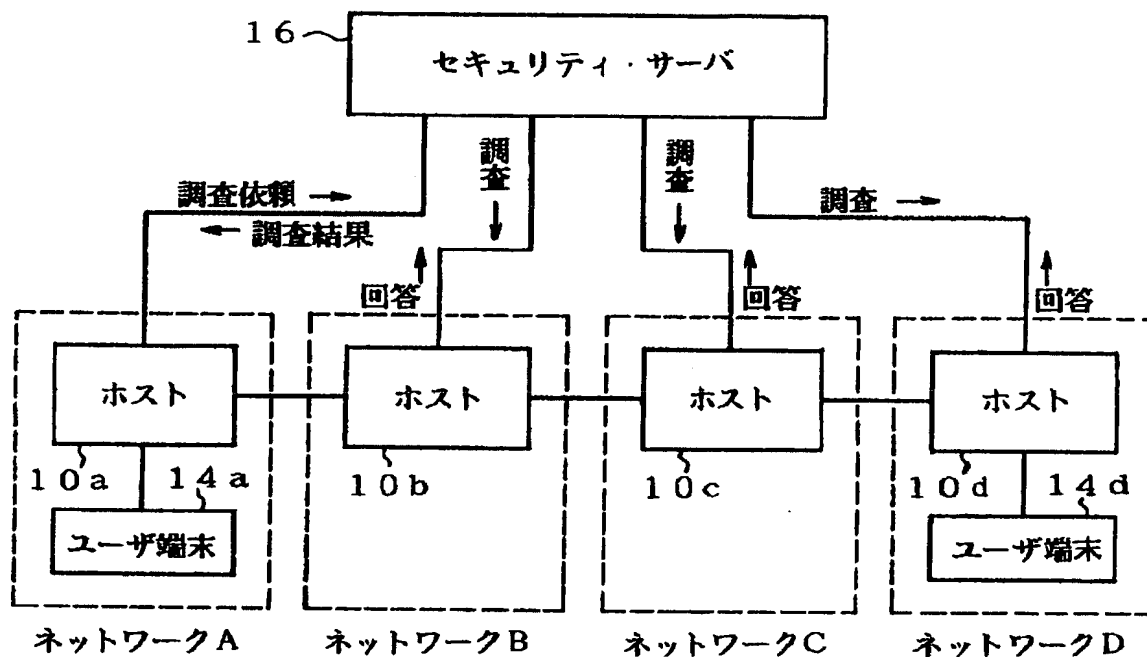 16
セキュリティ・サーバ
調査
調査
調査依頼 →
← 調査結果
調査 →
回答
回答
回答
ホスト
ホスト
ホスト
ホスト
10a
14a
10b
10c
10d
14d
ユーザ端末
ユーザ端末
ネットワークA
ネットワークB
ネットワークC
ネットワークD